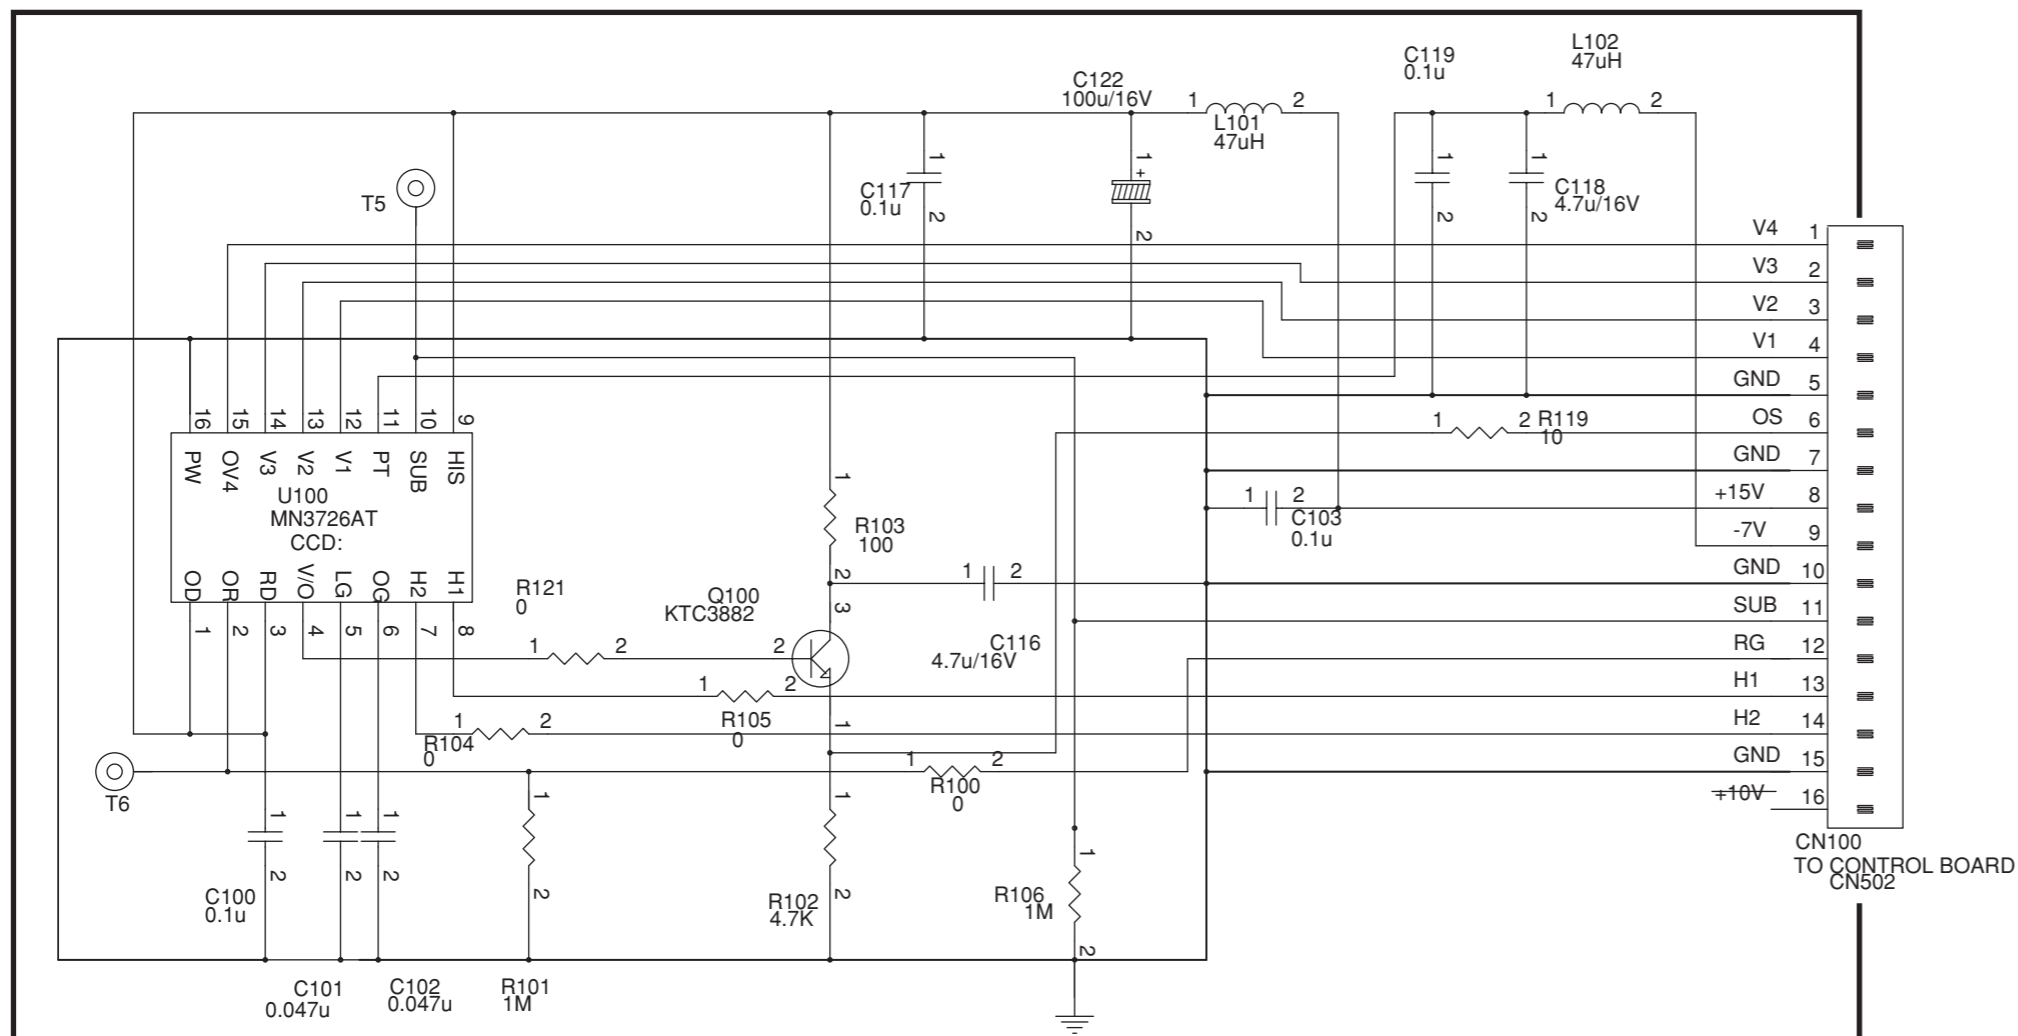 C119
0.1u
L102
47uH
C122
100u/16V
1
2
L101
47uH
1
2
T5
1
C117
0.1u
2
1
+
2
1
2
1
C118
4.7u/16V
2
V4 1
V3 2
V2 3
V1 4
GND 5
OS 6
GND 7
+15V 8
-7V 9
GND 10
SUB 11
RG 12
H1 13
H2 14
GND 15
+10V 16
CN100
TO CONTROL BOARD
CN502
1
2
R119
10
1
2
C103
0.1u
16 15 14 13 12 11 10 9
PW OV4 V3 V2 V1 PT SUB HIS
U100
MN3726AT
CCD:
OD OR RD V/O LG OG H2 H1
1 2 3 4 5 6 7 8
1
R103
100
2
3
1
2
C116
4.7u/16V
R121
0
1
2
Q100
KTC3882
2
1
1
2
R105
0
1
2
R104
0
T6
1
2
R100
0
1
2
C100
0.1u
1
2
C101
0.047u
1
2
C102
0.047u
1
2
R101
1M
1
2
R102
4.7K
1
2
R106
1M